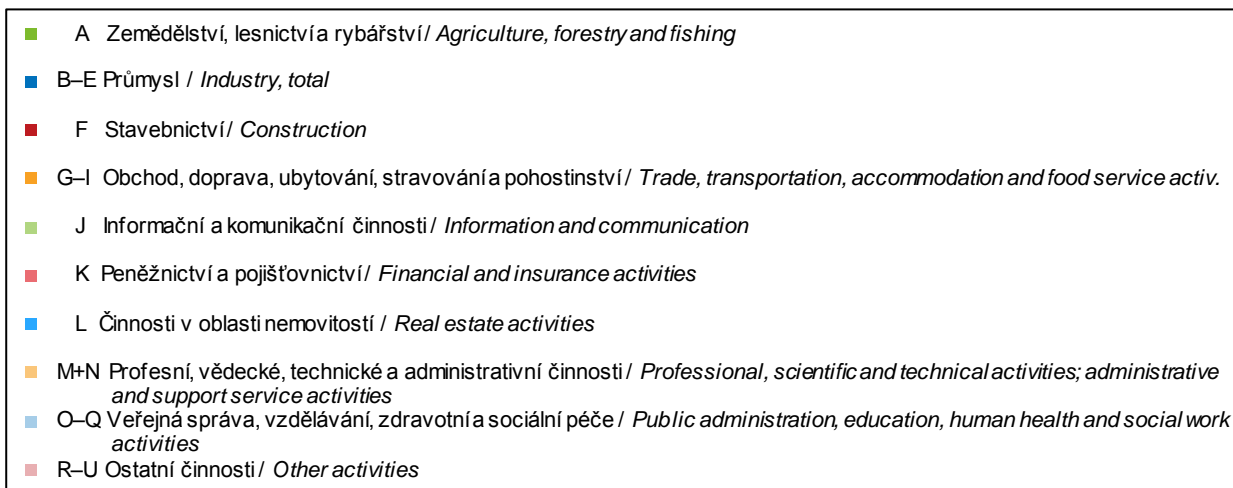 A Zemědělství, lesnictví a rybářství / Agriculture, forestry and fishing
B–E Průmysl / Industry, total
F Stavebnictví / Construction
G–I Obchod, doprava, ubytování, stravování a pohostinství / Trade, transportation, accommodation and food service activ.
J Informační a komunikační činnosti / Information and communication
K Peněžnictví a pojišťovnictví / Financial and insurance activities
L Činnosti v oblasti nemovitostí / Real estate activities
M+N Profesní, vědecké, technické a administrativní činnosti / Professional, scientific and technical activities; administrative
and support service activities
O–Q Veřejná správa, vzdělávání, zdravotní a sociální péče / Public administration, education, human health and social work
activities
R–U Ostatní činnosti / Other activities